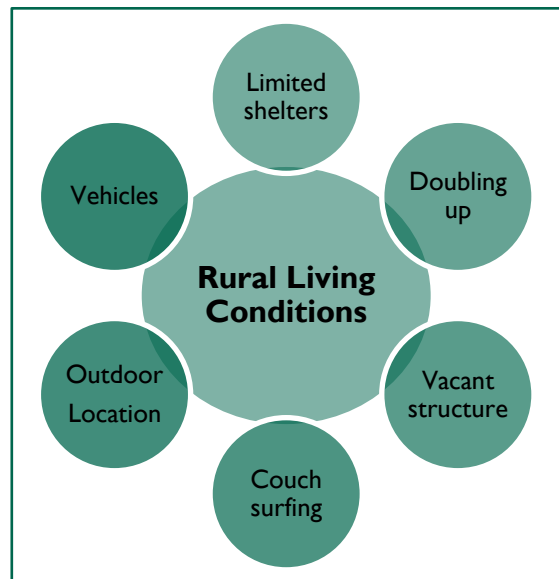 Limited
shelters
Doubling
up
Vacant
structure
Couch
surfing
Outdoor
Location
Vehicles
Rural Living
Conditions